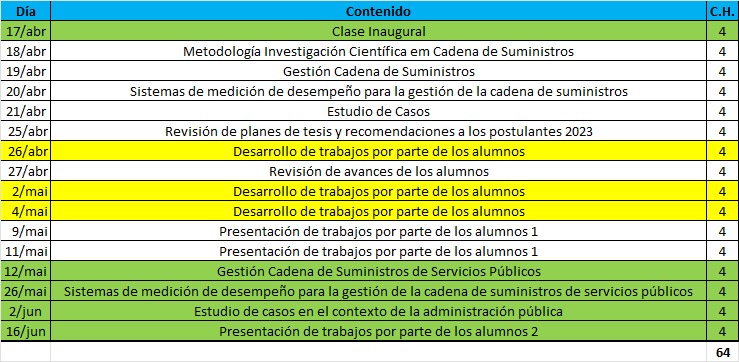 Día Contenido C.H.
17/abr Clase Inaugural 4
18/abr Metodología Investigación Científica em Cadena de Suministros 4
19/abr Gestión Cadena de Suministros 4
20/abr Sistemas de medición de desempeño para la gestión de la cadena de suministros 4
21/abr Estudio de Casos 4
25/abr Revisión de planes de tesis y recomendaciones a los postulantes 2023 4
26/abr Desarrollo de trabajos por parte de los alumnos 4
27/abr Revisión de avances de los alumnos 4
2/mai Desarrollo de trabajos por parte de los alumnos 4
4/mai Desarrollo de trabajos por parte de los alumnos 4
9/mai Presentación de trabajos por parte de los alumnos 1 4
11/mai Presentación de trabajos por parte de los alumnos 1 4
12/mai Gestión Cadena de Suministros de Servicios Públicos 4
26/mai Sistemas de medición de desempeño para la gestión de la cadena de suministros de servicios públicos 4
2/jun Estudio de casos en el contexto de la administración pública 4
16/jun Presentación de trabajos por parte de los alumnos 2 4
64